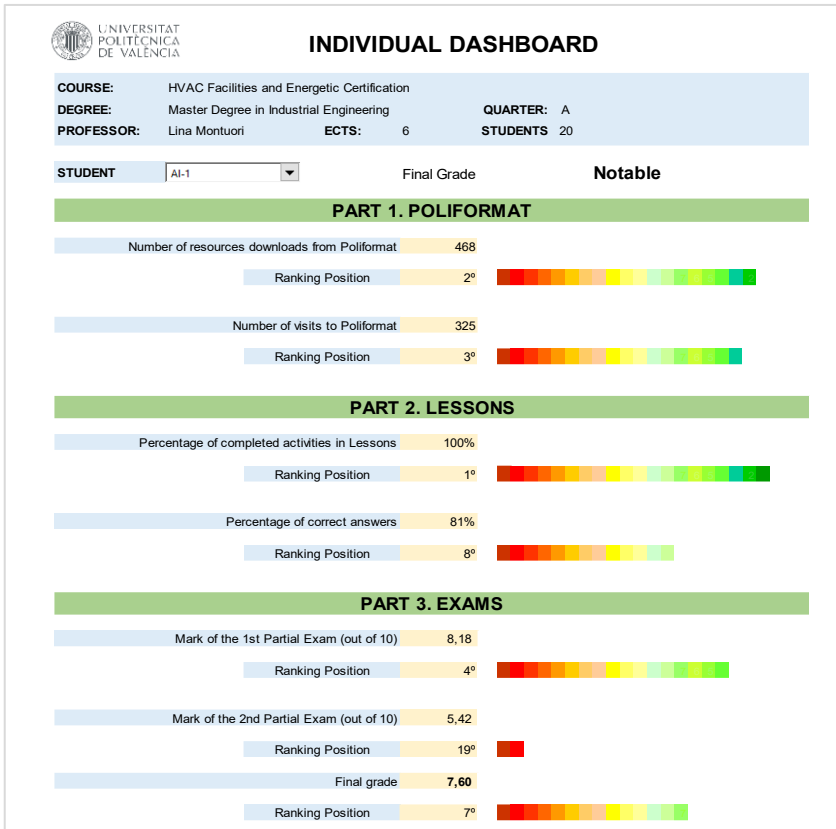 UNIVERSITAT
POLITÈCNICA
DE VALÈNCIA
INDIVIDUAL DASHBOARD
COURSE: HVAC Facilities and Energetic Certification
DEGREE: Master Degree in Industrial Engineering QUARTER: A
PROFESSOR: Lina Montuori ECTS: 6 STUDENTS 20
STUDENT AI-1 Final Grade Notable
PART 1. POLIFORMAT
Number of resources downloads from Poliformat 468
Ranking Position 2º
Number of visits to Poliformat 325
Ranking Position 3º
PART 2. LESSONS
Percentage of completed activities in Lessons 100%
Ranking Position 1º
Percentage of correct answers 81%
Ranking Position 8º
PART 3. EXAMS
Mark of the 1st Partial Exam (out of 10) 8,18
Ranking Position 4º
Mark of the 2nd Partial Exam (out of 10) 5,42
Ranking Position 19º
Final grade 7,60
Ranking Position 7º